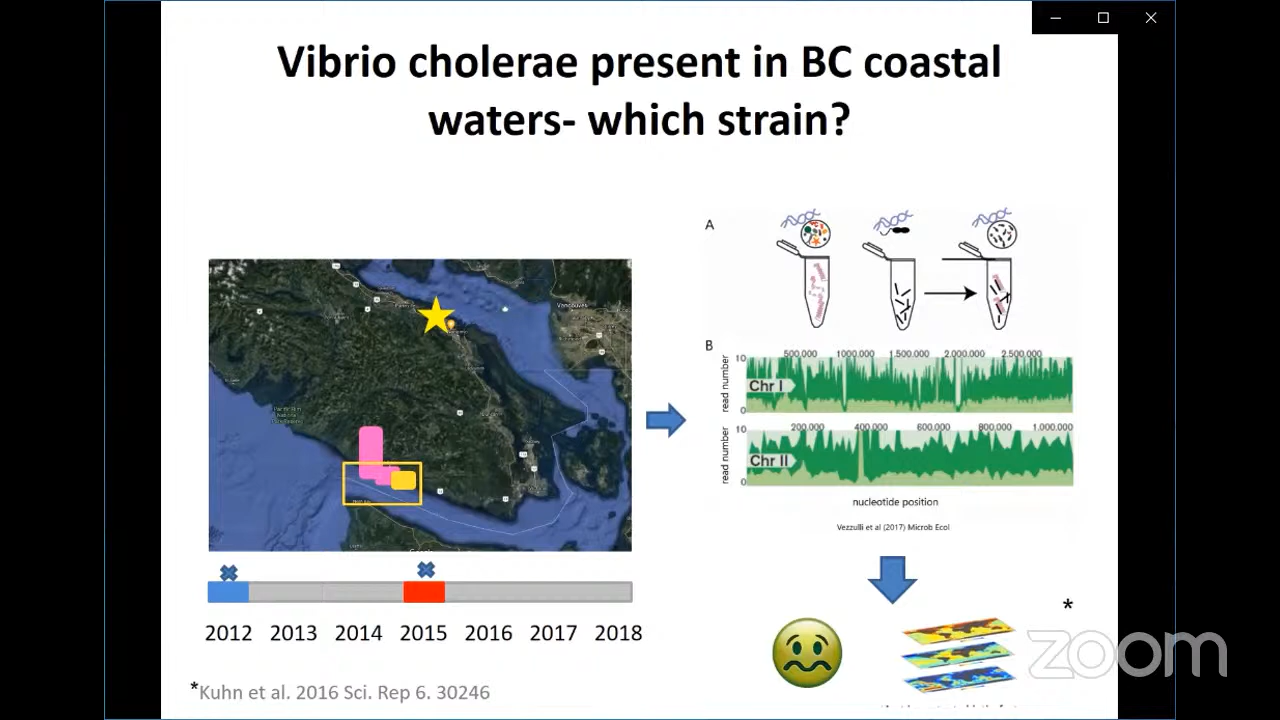 Vibrio cholerae present in BC coastal
waters- which strain?
A
B
500,000 1000,000 1,500,000 2,000,000 2,500,000
10
read number
Chr I
0
200,000 400,000 600,000 800,000 1,000,000
10
read number
Chr II
0
nucleotide position
Vezzulli et al (2017) Microb Ecol
Vancouver
2012 2013 2014 2015 2016 2017 2018
*
*Kuhn et al. 2016 Sci. Rep 6. 30246
zoom